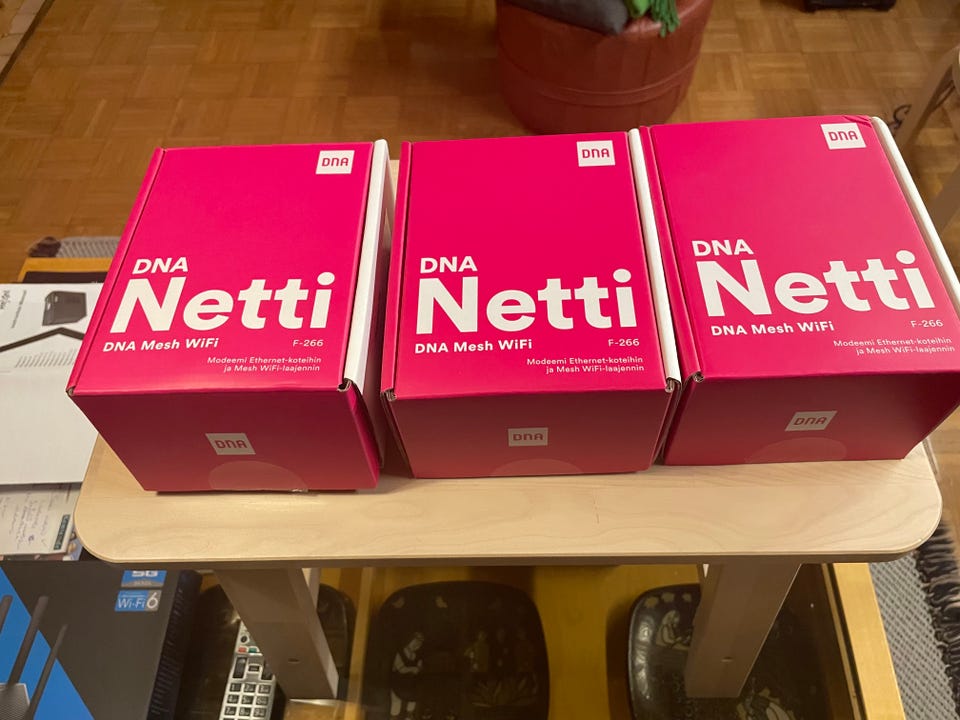 DNA
DNA
Netti
DNA Mesh WiFi
F-266
Modeemi Ethernet-koteihin
ja Mesh WiFi-laajennin
DNA
DNA
DNA
Netti
DNA Mesh WiFi
F-266
Modeemi Ethernet-koteihin
ja Mesh WiFi-laajennin
DNA
DNA
DNA
Netti
DNA Mesh WiFi
F-266
Modeemi Ethernet-koteihin
ja Mesh WiFi-laajennin
DNA
5G
Wi-Fi 6